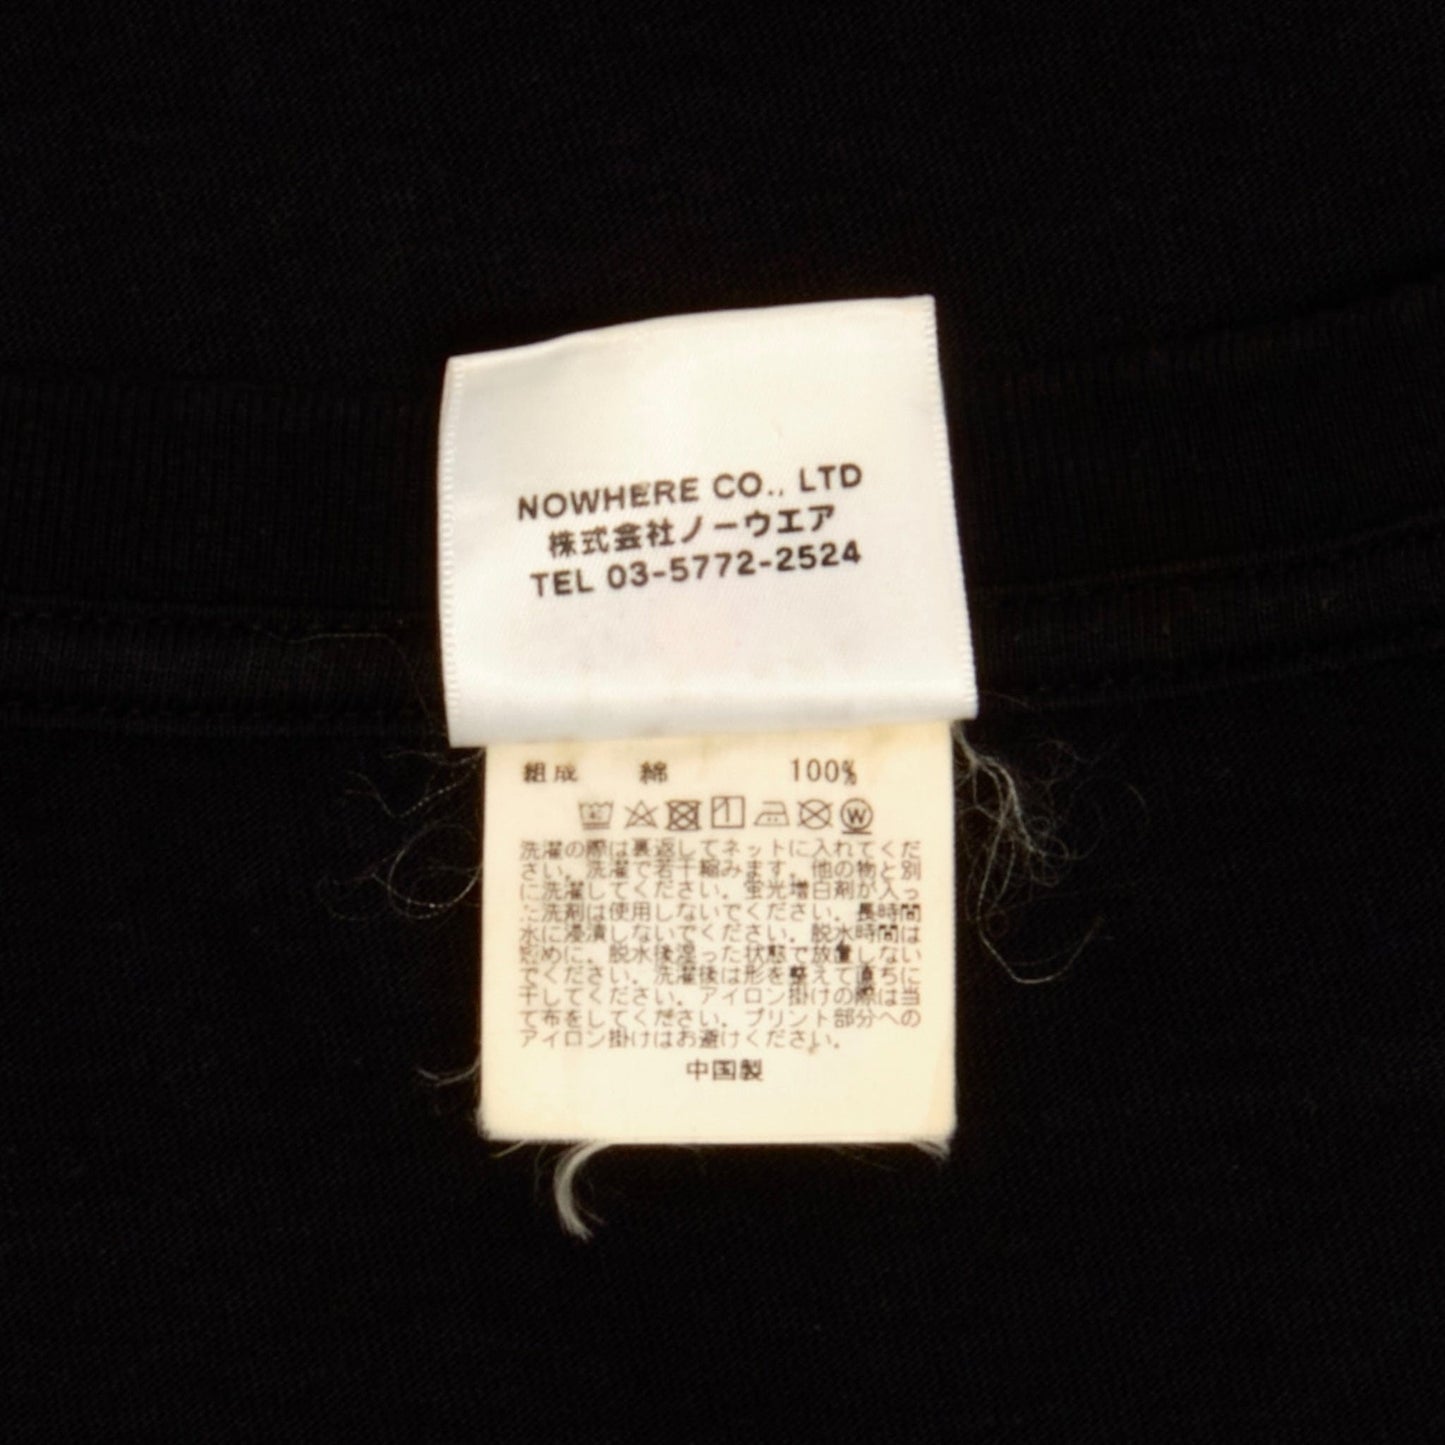 NOWHERE CO., LTD
株式会社ノーウエア
TEL 03-5772-2524
組成 綿 100%
洗濯の際は裏返してネットに入れてくだ
さい。洗濯で若干縮みます。他の物と別
に洗濯してください。蛍光増白剤が入っ
た洗剤は使用しないでください。長時間
水に浸漬しないでください。脱水時間は
短めに。脱水後湿った状態で放置しない
でください。洗濯後は形を整えて直ちに
干してください。アイロン掛けの際は当
て布をしてください。プリント部分への
アイロン掛けはお避けください。
中国製